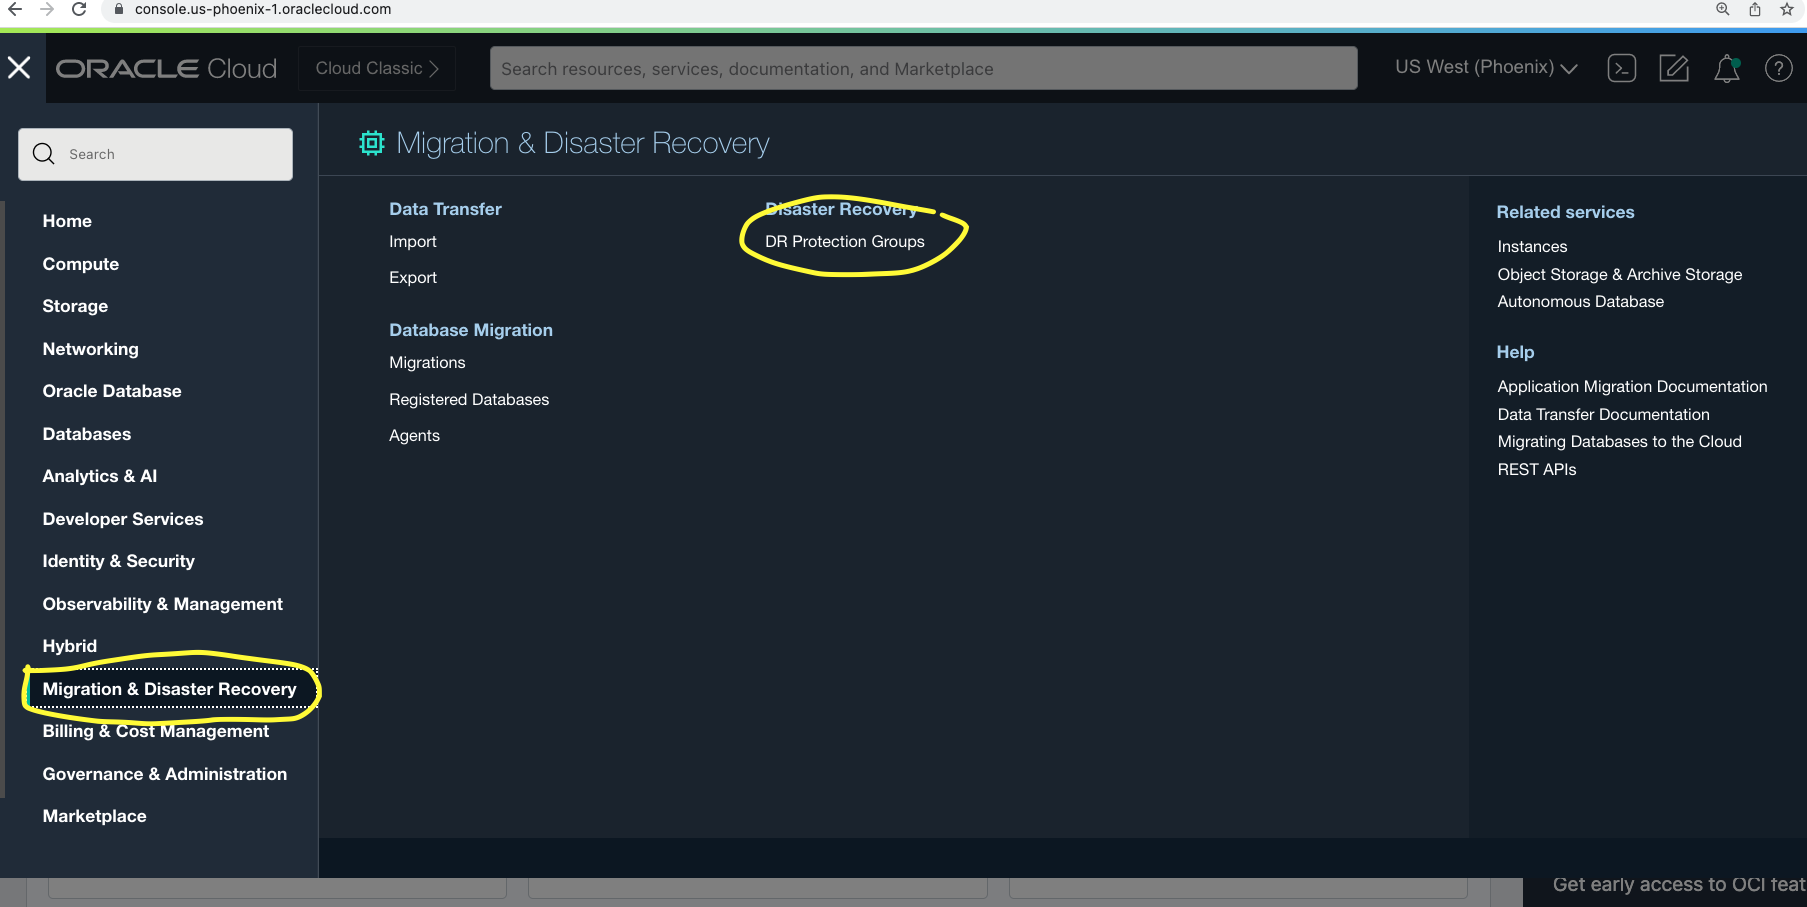 console.us-phoenix-1.oraclecloud.com
ORACLE Cloud
Cloud Classic
Search resources, services, documentation, and Marketplace
US West (Phoenix)
Search
Home
Compute
Storage
Networking
Oracle Database
Databases
Analytics & AI
Developer Services
Identity & Security
Observability & Management
Hybrid
Migration & Disaster Recovery
Billing & Cost Management
Governance & Administration
Marketplace
Migration & Disaster Recovery
Data Transfer
Import
Export
Database Migration
Migrations
Registered Databases
Agents
Disaster Recovery
DR Protection Groups
Related services
Instances
Object Storage & Archive Storage
Autonomous Database
Help
Application Migration Documentation
Data Transfer Documentation
Migrating Databases to the Cloud
REST APIs
Get early access to OCI feat